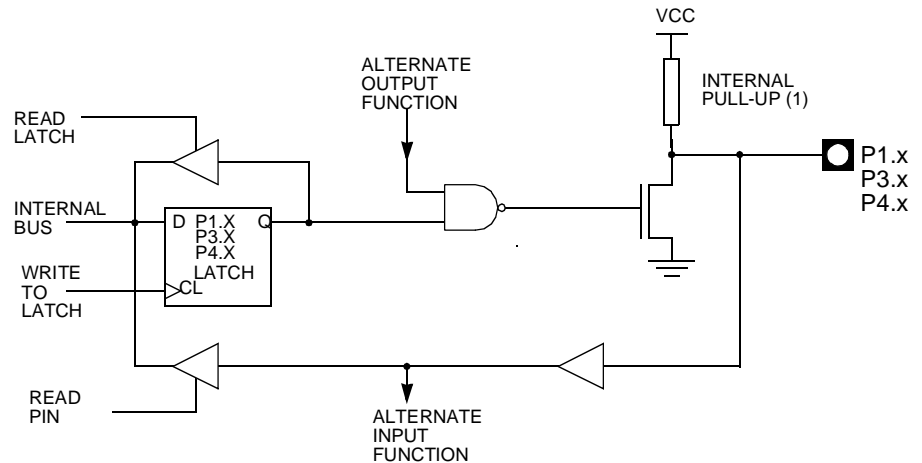 VCC
ALTERNATE
OUTPUT
FUNCTION
INTERNAL
PULL-UP (1)
READ
LATCH
P1.x
P3.x
P4.x
INTERNAL
BUS
D P1.X Q
P3.X
P4.X
LATCH
CL
WRITE
TO
LATCH
READ
PIN
ALTERNATE
INPUT
FUNCTION